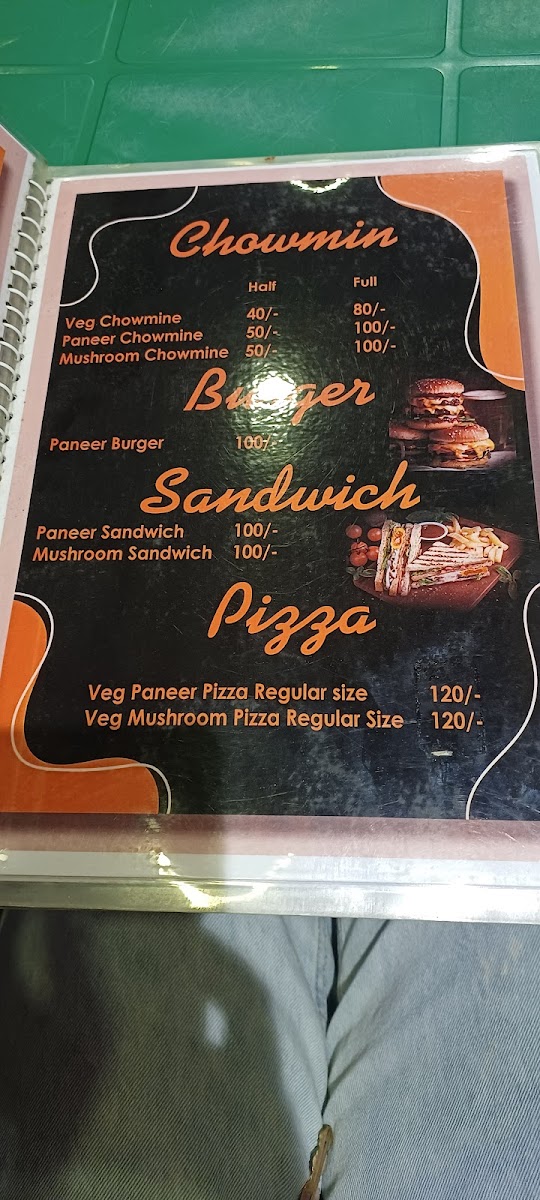 Chowmin
Half Full
Veg Chowmine 40/- 80/-
Paneer Chowmine 50/- 100/-
Mushroom Chowmine 50/- 100/-
Burger
Paneer Burger 100/-
Sandwich
Paneer Sandwich 100/-
Mushroom Sandwich 100/-
Pizza
Veg Paneer Pizza Regular size 120/-
Veg Mushroom Pizza Regular Size 120/-